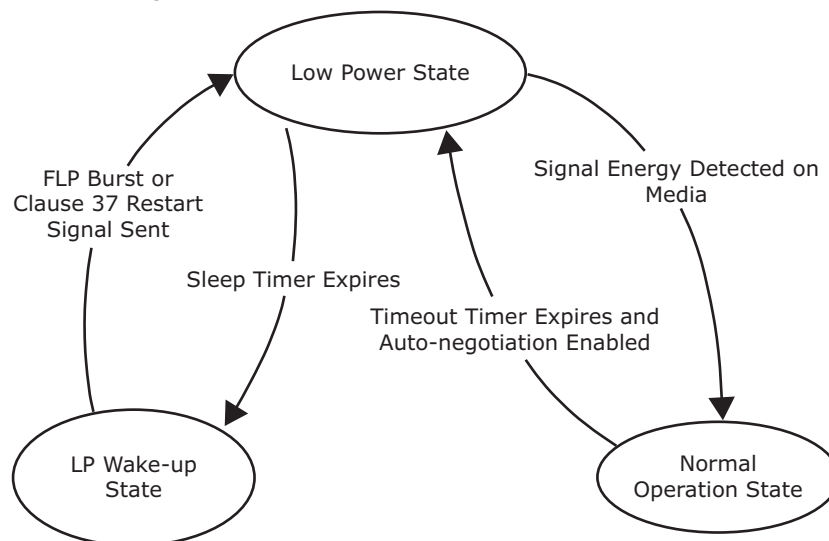 Low Power State
FLP Burst or
Clause 37 Restart
Signal Sent
Signal Energy Detected on
Media
Sleep Timer Expires
Timeout Timer Expires and
Auto-negotiation Enabled
LP Wake-up
State
Normal
Operation State